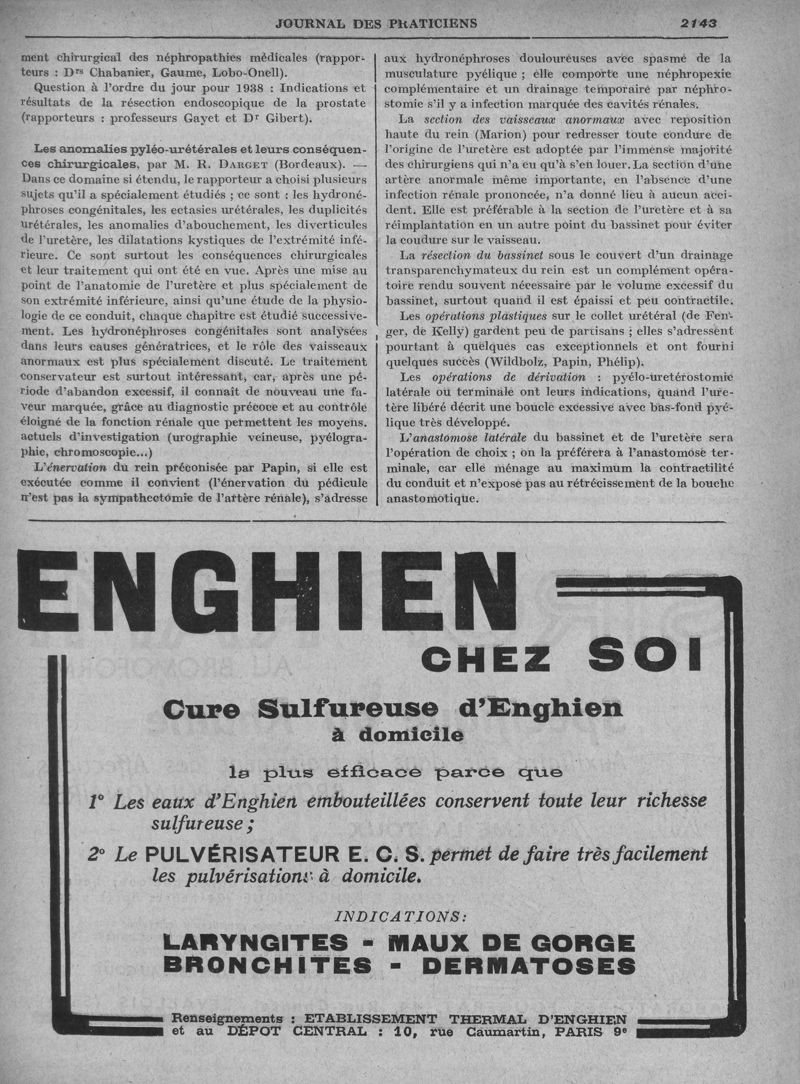 JOURNAL DES PRATICIENS 2143
ment chirurgical des néphropathies médicales (rappor-
teurs : Drs Chabanier, Gaume, Lobo-Onell).
Question à l'ordre du jour pour 1938 : Indications et
résultats de la résection endoscopique de la prostate
(rapporteurs : professeurs Gayet et Dr Gibert).
Les anomalies pyléo-urétérales et leurs conséquen-
ces chirurgicales, par M. R. DARGET (Bordeaux). —
Dans ce domaine si étendu, le rapporteur a choisi plusieurs
sujets qu'il a spécialement étudiés ; ce sont : les hydroné-
phroses congénitales, les ectasies urétérales, les duplicités
urétérales, les anomalies d'abouchement, les diverticules
de l'uretère, les dilatations kystiques de l'extrémité infé-
rieure. Ce sont surtout les conséquences chirurgicales
et leur traitement qui ont été en vue. Après une mise au
point de l'anatomie de l'uretère et plus spécialement de
son extrémité inférieure, ainsi qu'une étude de la physio-
logie de ce conduit, chaque chapitre est étudié successive-
ment. Les hydronéphroses congénitales sont analysées
dans leurs causes génératrices, et le rôle des vaisseaux
anormaux est plus spécialement discuté. Le traitement
conservateur est surtout intéressant, car, après une pé-
riode d'abandon excessif, il connait de nouveau une fa-
veur marquée, grâce au diagnostic précoce et au contrôle
éloigné de la fonction rénale que permettent les moyens.
actuels d'investigation (urographie veineuse, pyélogra-
phie, chromoscopie...)
L'énervation du rein préconisée par Papin, si elle est
exécutée comme il convient (l'énervation du pédicule
n'est pas la sympathectomie de l'artère rénale), s'adresse
aux hydronéphroses douloureuses avec spasme de la
musculature pyélique ; elle comporte une néphropexie
complémentaire et un drainage temporaire par néphro-
stomie s'il y a infection marquée des cavités rénales.
La section des vaisseaux anormaux avec reposition
haute du rein (Marion) pour redresser toute coudure de
l'origine de l'uretère est adoptée par l'immense majorité
des chirurgiens qui n'a eu qu'à s'en louer. La section d'une
artère anormale même importante, en l'absence d'une
infection rénale prononcée, n'a donné lieu à aucun acci-
dent. Elle est préférable à la section de l'uretère et à sa
réimplantation en un autre point du bassinet pour éviter
la coudure sur le vaisseau.
La résection du bassinet sous le couvert d'un drainage
transparenchymateux du rein est un complément opéra-
toire rendu souvent nécessaire par le volume excessif du
bassinet, surtout quand il est épaissi et peu contractile.
Les opérations plastiques sur le collet urétéral (de Fen-
ger, de Kelly) gardent peu de partisans ; elles s'adressent
pourtant à quelques cas exceptionnels et ont fourni
quelques succès (Wildbolz, Papin, Phélip).
Les opérations de dérivation : pyélo-uretérostomie
latérale ou terminale ont leurs indications, quand l'ure-
tère libéré décrit une boucle excessive avec bas-fond pyé-
lique très développé.
L'anastomose latérale du bassinet et de l'uretère sera
l'opération de choix ; on la préférera à l'anastomose ter-
minale, car elle ménage au maximum la contractilité
du conduit et n'expose pas au rétrécissement de la bouche
anastomotique.
ENGHIEN
CHEZ SOI
Cure Sulfureuse d'Enghien
à domicile
la plus efficace parce que
1° Les eaux d'Enghien embouteillées conservent toute leur richesse
sulfureuse ;
2° Le PULVÉRISATEUR E. C. S. permet de faire très facilement
les pulvérisations à domicile.
INDICATIONS:
LARYNGITES - MAUX DE GORGE
BRONCHITES - DERMATOSES
Renseignements : ETABLISSEMENT THERMAL D'ENGHIEN
et au DÉPOT CENTRAL : 10, rue Caumartin, PARIS 9e